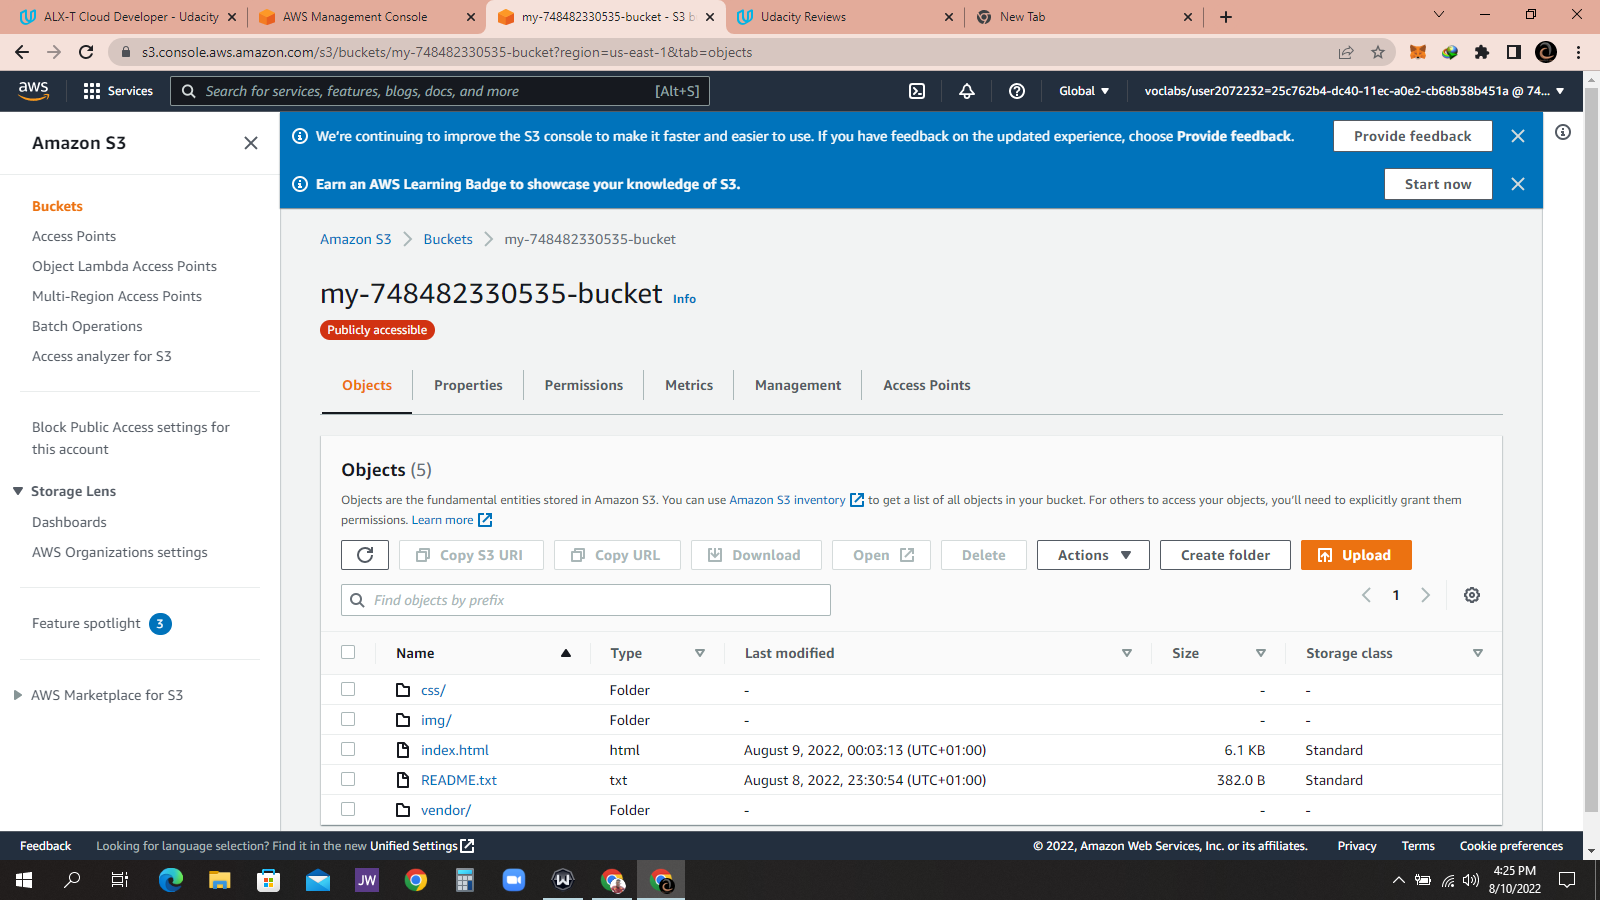 ALX-T Cloud Developer - Udacity
AWS Management Console
my-748482330535-bucket - S3 b
Udacity Reviews
New Tab
s3.console.aws.amazon.com/s3/buckets/my-748482330535-bucket?region=us-east-1&tab=objects
aws
Services
Search for services, features, blogs, docs, and more
[Alt+S]
Global
voclabs/user2072232=25c762b4-dc40-11ec-a0e2-cb68b38b451a @ 74...
Amazon S3
We're continuing to improve the S3 console to make it faster and easier to use. If you have feedback on the updated experience, choose Provide feedback.
Provide feedback
Earn an AWS Learning Badge to showcase your knowledge of S3.
Start now
Buckets
Access Points
Object Lambda Access Points
Multi-Region Access Points
Batch Operations
Access analyzer for S3
Block Public Access settings for
this account
Storage Lens
Dashboards
AWS Organizations settings
Feature spotlight 3
AWS Marketplace for S3
Amazon S3
Buckets
my-748482330535-bucket
my-748482330535-bucket Info
Publicly accessible
Objects
Properties
Permissions
Metrics
Management
Access Points
Objects (5)
Objects are the fundamental entities stored in Amazon S3. You can use Amazon S3 inventory to get a list of all objects in your bucket. For others to access your objects, you'll need to explicitly grant them
permissions. Learn more
Copy S3 URI
Copy URL
Download
Open
Delete
Actions
Create folder
Upload
Find objects by prefix
1
Name Type Last modified Size Storage class
css/ Folder - - -
img/ Folder - - -
index.html html August 9, 2022, 00:03:13 (UTC+01:00) 6.1 KB Standard
README.txt txt August 8, 2022, 23:30:54 (UTC+01:00) 382.0 B Standard
vendor/ Folder - - -
Feedback
Looking for language selection? Find it in the new Unified Settings
© 2022, Amazon Web Services, Inc. or its affiliates.
Privacy
Terms
Cookie preferences
JW
4:25 PM
8/10/2022